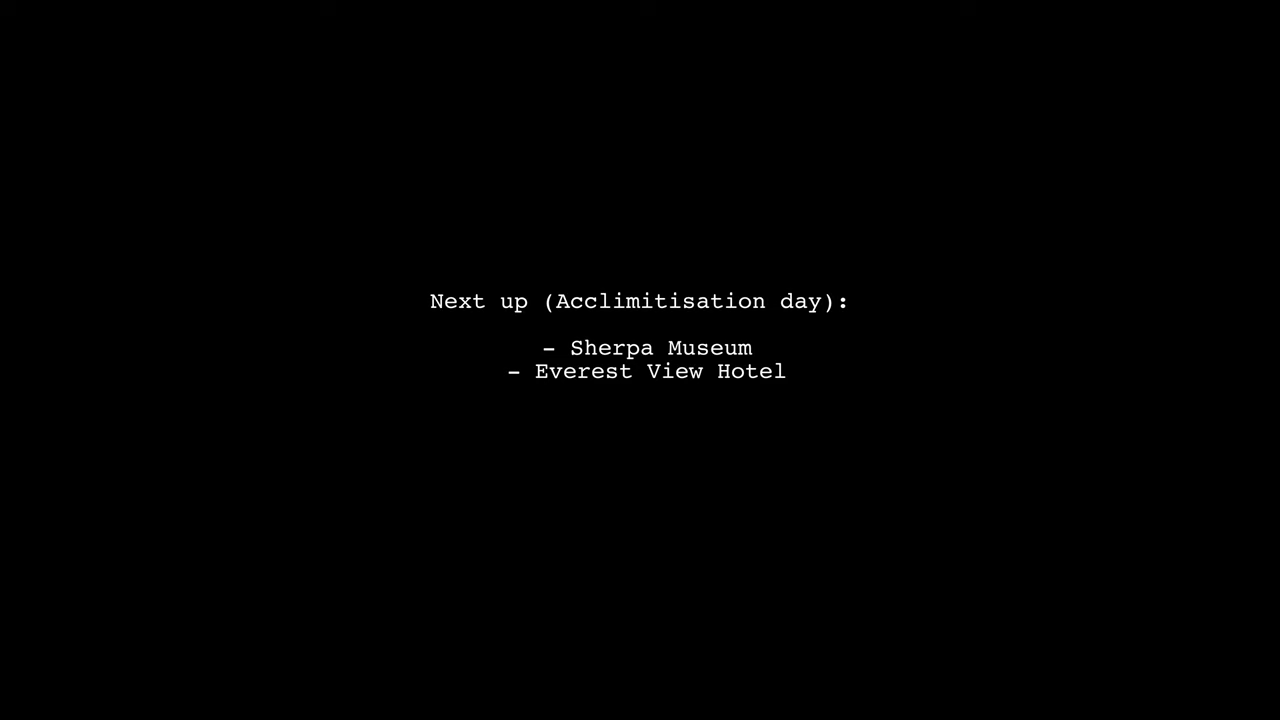 Next up (Acclimitisation day):
- Sherpa Museum
- Everest View Hotel